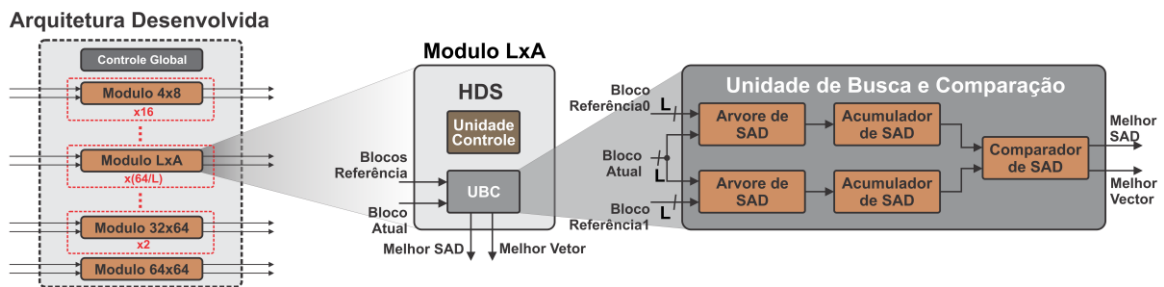 Arquitetura Desenvolvida
Controle Global
Modulo 4x8
x16
Modulo LxA
x(64/L)
Modulo 32x64
x2
Modulo 64x64
Modulo LxA
HDS
Unidade
Controle
Blocos
Referência
UBC
Bloco
Atual
Melhor SAD
Melhor Vetor
Unidade de Busca e Comparação
Bloco
Referência0
L
Arvore de
SAD
Acumulador
de SAD
Bloco
Atual
L
Comparador
de SAD
Melhor
SAD
Melhor
Vector
Arvore de
SAD
Acumulador
de SAD
Bloco
Referência1
L